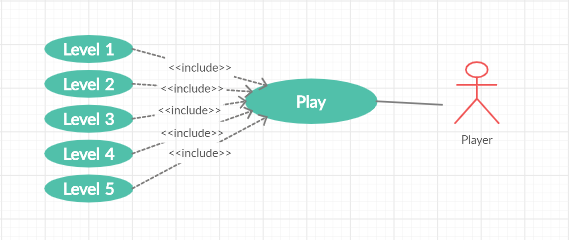 Level 1
<<include>>
Level 2
<<include>>
Play
Level 3
<<include>>
Level 4
<<include>>
Player
Level 5
<<include>>